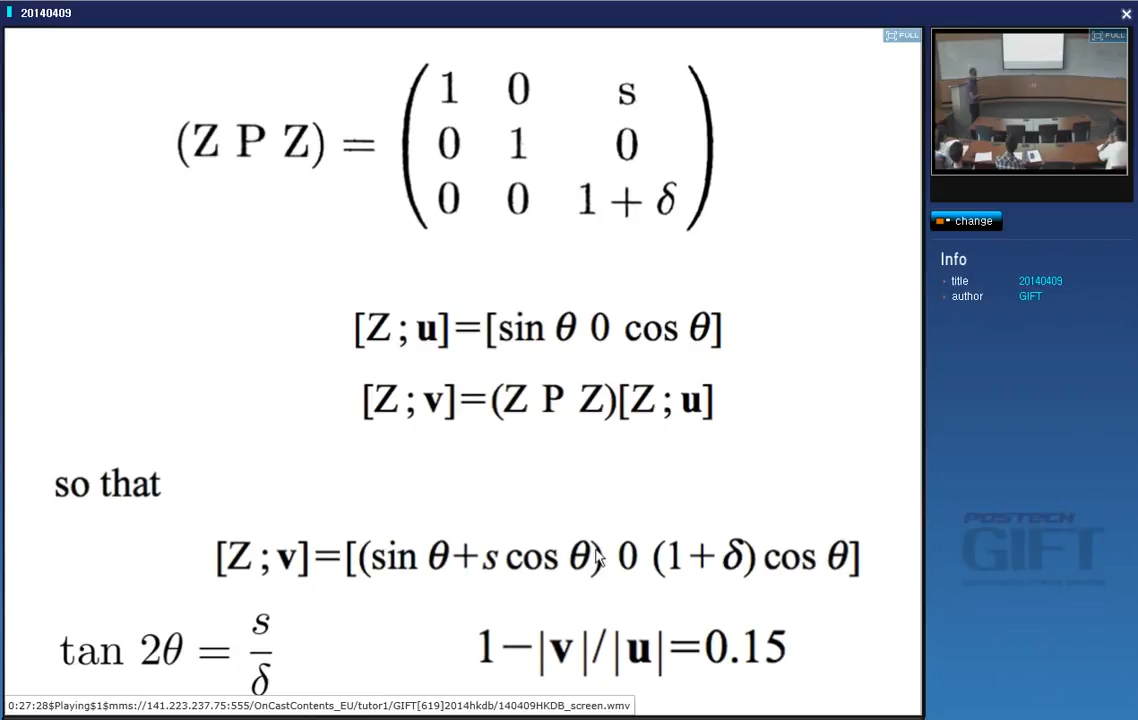 20140409
FULL
FULL
(Z P Z) = ( 1 0 s
0 1 0
0 0 1 + δ )
[Z ; u]=[sin θ 0 cos θ]
[Z ; v]=(Z P Z)[Z ; u]
so that
[Z ; v]=[(sin θ+s cos θ) 0 (1+δ) cos θ]
tan 2θ = s/δ
1−|v|/|u|=0.15
0:27:28$Playing$1$mms://141.223.237.75:555/OnCastContents_EU/tutor1/GIFT[619]2014hkdb/140409HKDB_screen.wmv
change
Info
title 20140409
author GIFT
POSTECH
GIFT